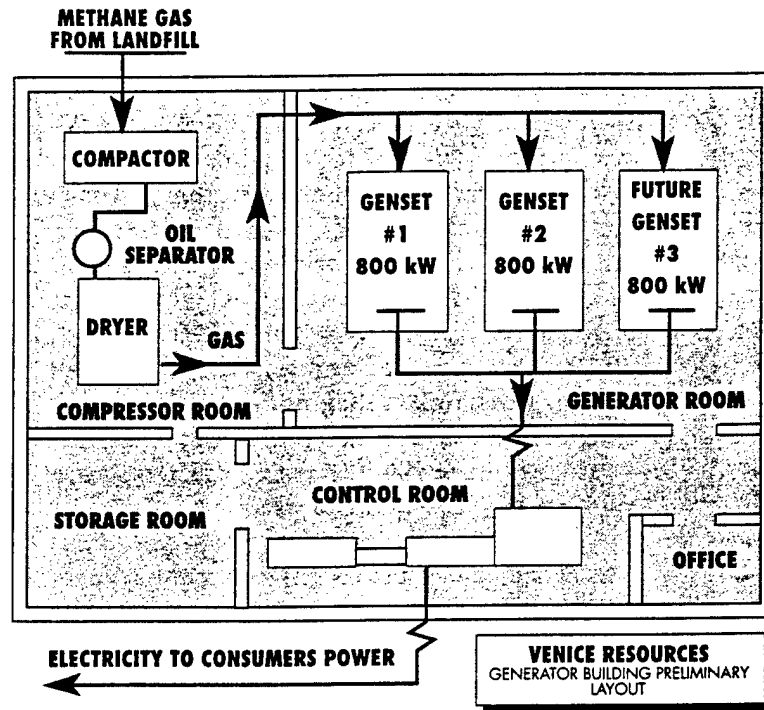 METHANE GAS
FROM LANDFILL
COMPACTOR
OIL
SEPARATOR
DRYER
GAS
COMPRESSOR ROOM
GENSET
#1
800 kW
GENSET
#2
800 kW
FUTURE
GENSET
#3
800 kW
GENERATOR ROOM
STORAGE ROOM
CONTROL ROOM
OFFICE
ELECTRICITY TO CONSUMERS POWER
VENICE RESOURCES
GENERATOR BUILDING PRELIMINARY
LAYOUT